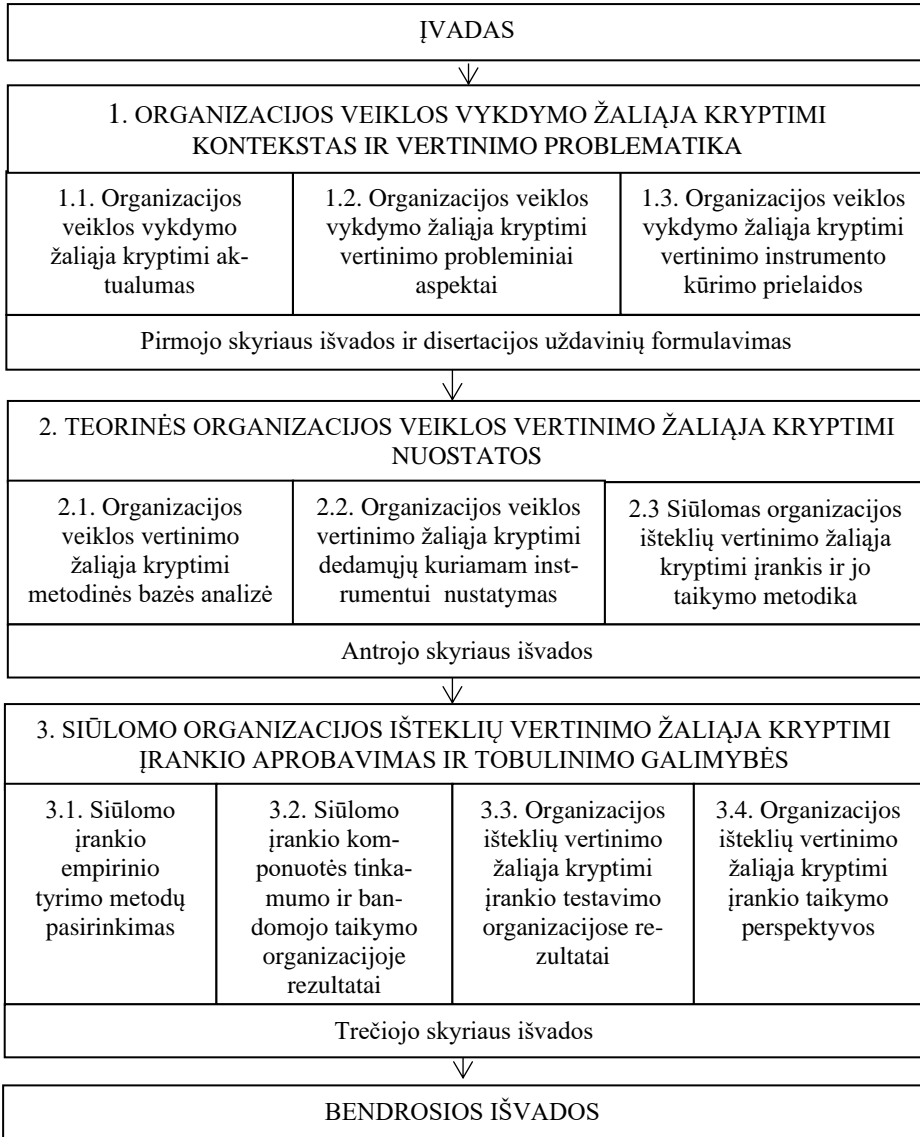 ĮVADAS
1. ORGANIZACIJOS VEIKLOS VYKDYMO ŽALIĄJA KRYPTIMI
KONTEKSTAS IR VERTINIMO PROBLEMATIKA
1.1. Organizacijos
veiklos vykdymo
žaliąja kryptimi ak-
tualumas
1.2. Organizacijos veiklos
vykdymo žaliąja kryptimi
vertinimo probleminiai
aspektai
1.3. Organizacijos veiklos
vykdymo žaliąja kryptimi
vertinimo instrumento
kūrimo prielaidos
Pirmojo skyriaus išvados ir disertacijos uždavinių formulavimas
2. TEORINĖS ORGANIZACIJOS VEIKLOS VERTINIMO ŽALIĄJA KRYPTIMI
NUOSTATOS
2.1. Organizacijos
veiklos vertinimo
žaliąja kryptimi
metodinės bazės analizė
2.2. Organizacijos veiklos
vertinimo žaliąja kryptimi
dedamųjų kuriamam inst-
rumentui nustatymas
2.3 Siūlomas organizacijos
išteklių vertinimo žaliąja
kryptimi įrankis ir jo
taikymo metodika
Antrojo skyriaus išvados
3. SIŪLOMO ORGANIZACIJOS IŠTEKLIŲ VERTINIMO ŽALIĄJA KRYPTIMI
ĮRANKIO APROBAVIMAS IR TOBULINIMO GALIMYBĖS
3.1. Siūlomo
įrankio
empirinio
tyrimo metodų
pasirinkimas
3.2. Siūlomo
įrankio kom-
ponuotės tinka-
mumo ir ban-
domojo taikymo
organizacijoje
rezultatai
3.3. Organizacijos
išteklių vertinimo
žaliąja kryptimi
įrankio testavimo
organizacijose re-
zultatai
3.4. Organizacijos
išteklių vertinimo
žaliąja kryptimi
įrankio taikymo
perspektyvos
Trečiojo skyriaus išvados
BENDROSIOS IŠVADOS